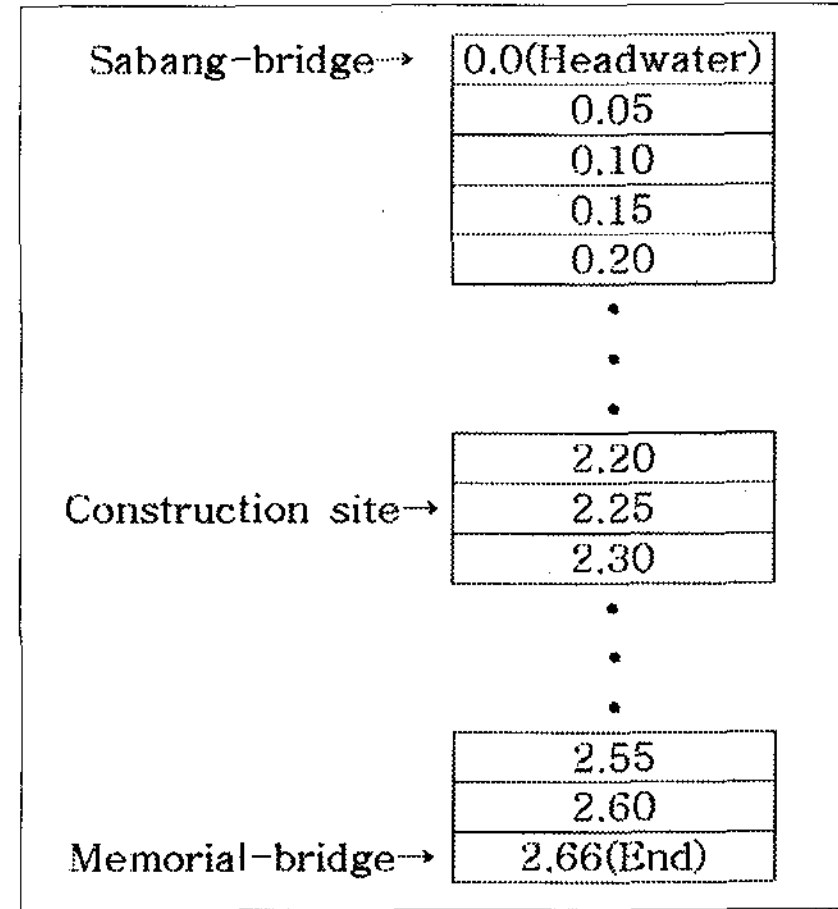 Sabang-bridge→ 0.0(Headwater)
0.05
0.10
0.15
0.20
2.20
Construction site→ 2.25
2.30
2.55
2.60
Memorial-bridge→ 2.66(End)